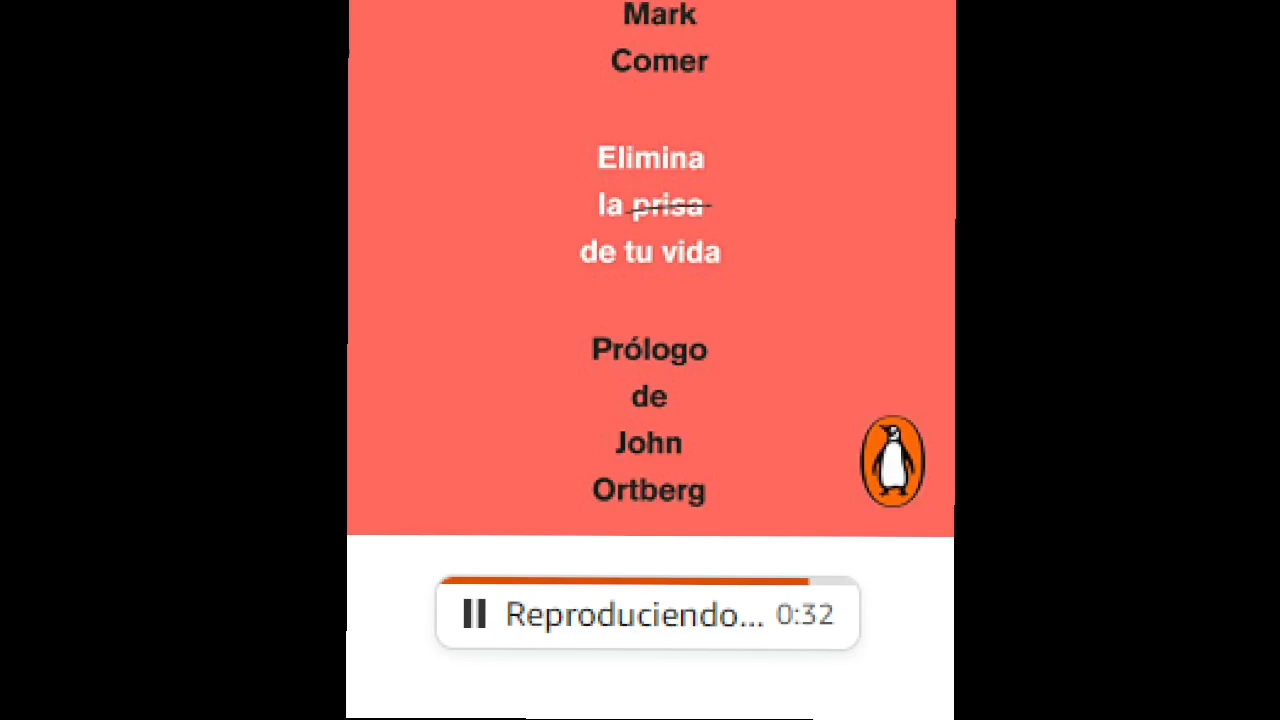 Mark
Comer
Elimina
la prisa
de tu vida
Prólogo
de
John
Ortberg
Reproduciendo... 0:32